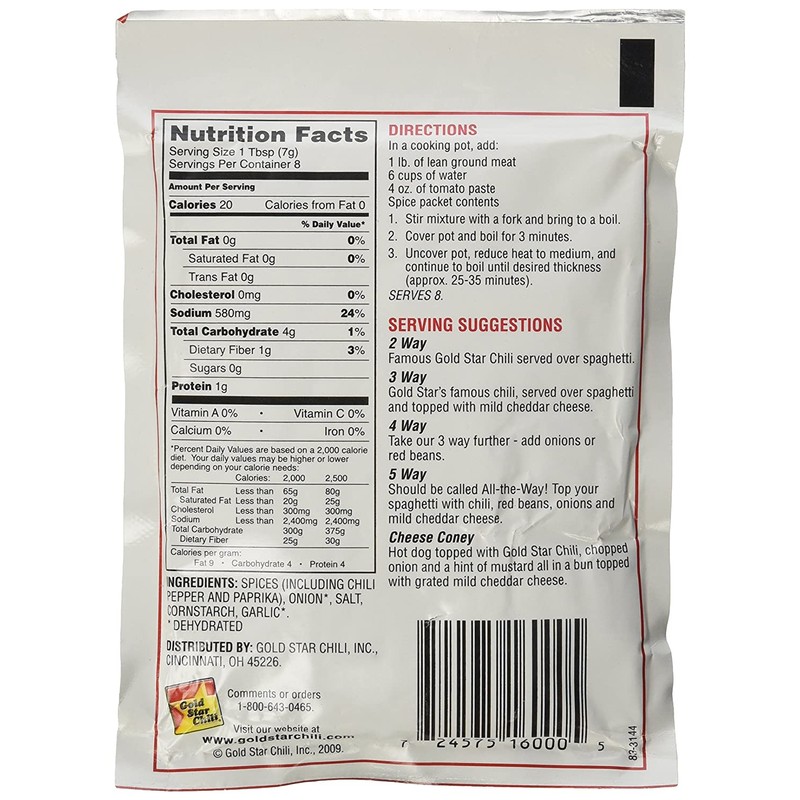 Nutrition Facts
Serving Size 1 Tbsp (7g)
Servings Per Container 8
Amount Per Serving
Calories 20 Calories from Fat 0
% Daily Value*
Total Fat 0g 0%
Saturated Fat 0g 0%
Trans Fat 0g
Cholesterol 0mg 0%
Sodium 580mg 24%
Total Carbohydrate 4g 1%
Dietary Fiber 1g 3%
Sugars 0g
Protein 1g
Vitamin A 0% • Vitamin C 0%
Calcium 0% • Iron 0%
*Percent Daily Values are based on a 2,000 calorie
diet. Your daily values may be higher or lower
depending on your calorie needs:
Calories: 2,000 2,500
Total Fat Less than 65g 80g
Saturated Fat Less than 20g 25g
Cholesterol Less than 300mg 300mg
Sodium Less than 2,400mg 2,400mg
Total Carbohydrate 300g 375g
Dietary Fiber 25g 30g
Calories per gram:
Fat 9 • Carbohydrate 4 • Protein 4
INGREDIENTS: SPICES (INCLUDING CHILI
PEPPER AND PAPRIKA), ONION*, SALT,
CORNSTARCH, GARLIC*.
*DEHYDRATED
DISTRIBUTED BY: GOLD STAR CHILI, INC.,
CINCINNATI, OH 45226.
Gold
Star
Chili
Comments or orders
1-800-643-0465.
Visit our website at
www.goldstarchili.com
© Gold Star Chili, Inc., 2009.
DIRECTIONS
In a cooking pot, add:
1 lb. of lean ground meat
6 cups of water
4 oz. of tomato paste
Spice packet contents
1. Stir mixture with a fork and bring to a boil.
2. Cover pot and boil for 3 minutes.
3. Uncover pot, reduce heat to medium, and
continue to boil until desired thickness
(approx. 25-35 minutes).
SERVES 8.
SERVING SUGGESTIONS
2 Way
Famous Gold Star Chili served over spaghetti.
3 Way
Gold Star's famous chili, served over spaghetti
and topped with mild cheddar cheese.
4 Way
Take our 3 way further - add onions or
red beans.
5 Way
Should be called All-the-Way! Top your
spaghetti with chili, red beans, onions and
mild cheddar cheese.
Cheese Coney
Hot dog topped with Gold Star Chili, chopped
onion and a hint of mustard all in a bun topped
with grated mild cheddar cheese.
7 24575 16000 5